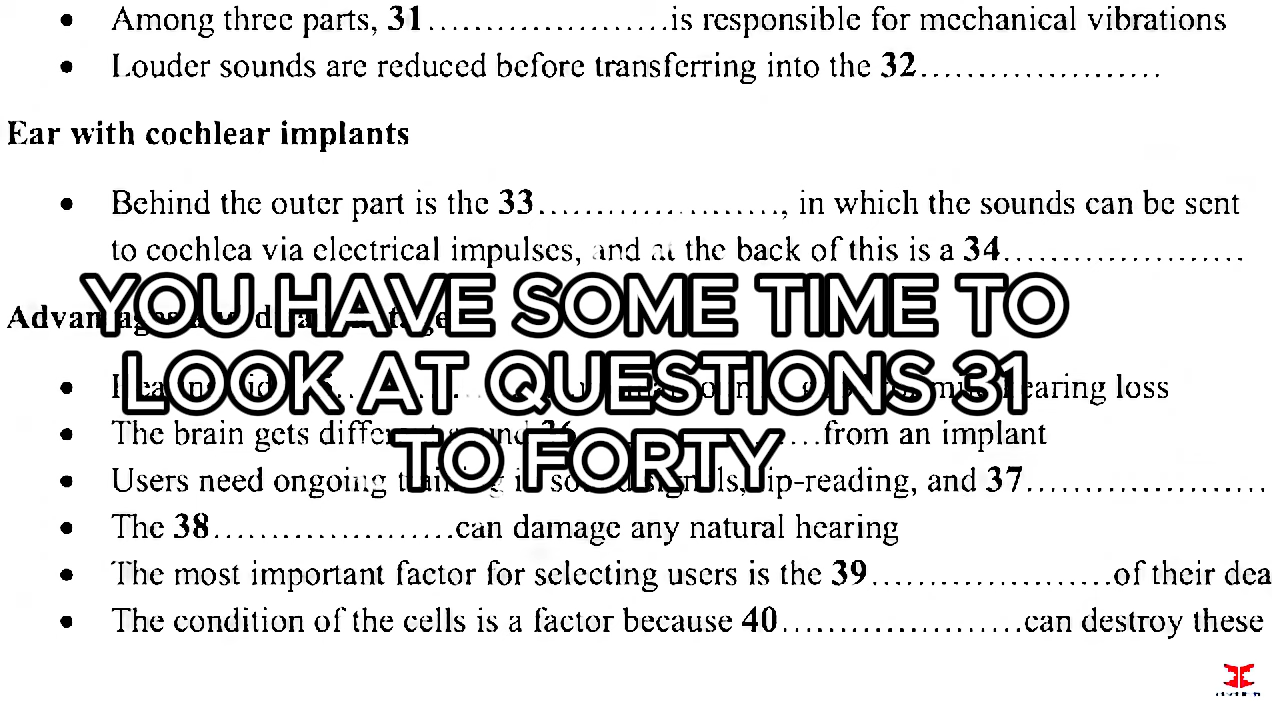 • Among three parts, 31.....................is responsible for mechanical vibrations
• Louder sounds are reduced before transferring into the 32.....................
Ear with cochlear implants
• Behind the outer part is the 33....................., in which the sounds can be sent
to cochlea via electrical impulses, and at the back of this is a 34.....................
YOU HAVE SOME TIME TO
LOOK AT QUESTIONS 31
TO FORTY
• hearing loss
• The brain gets from an implant
• Users need ongoing lip-reading, and 37.....................
• The 38.....................can damage any natural hearing
• The most important factor for selecting users is the 39.....................of their dea
• The condition of the cells is a factor because 40.....................can destroy these